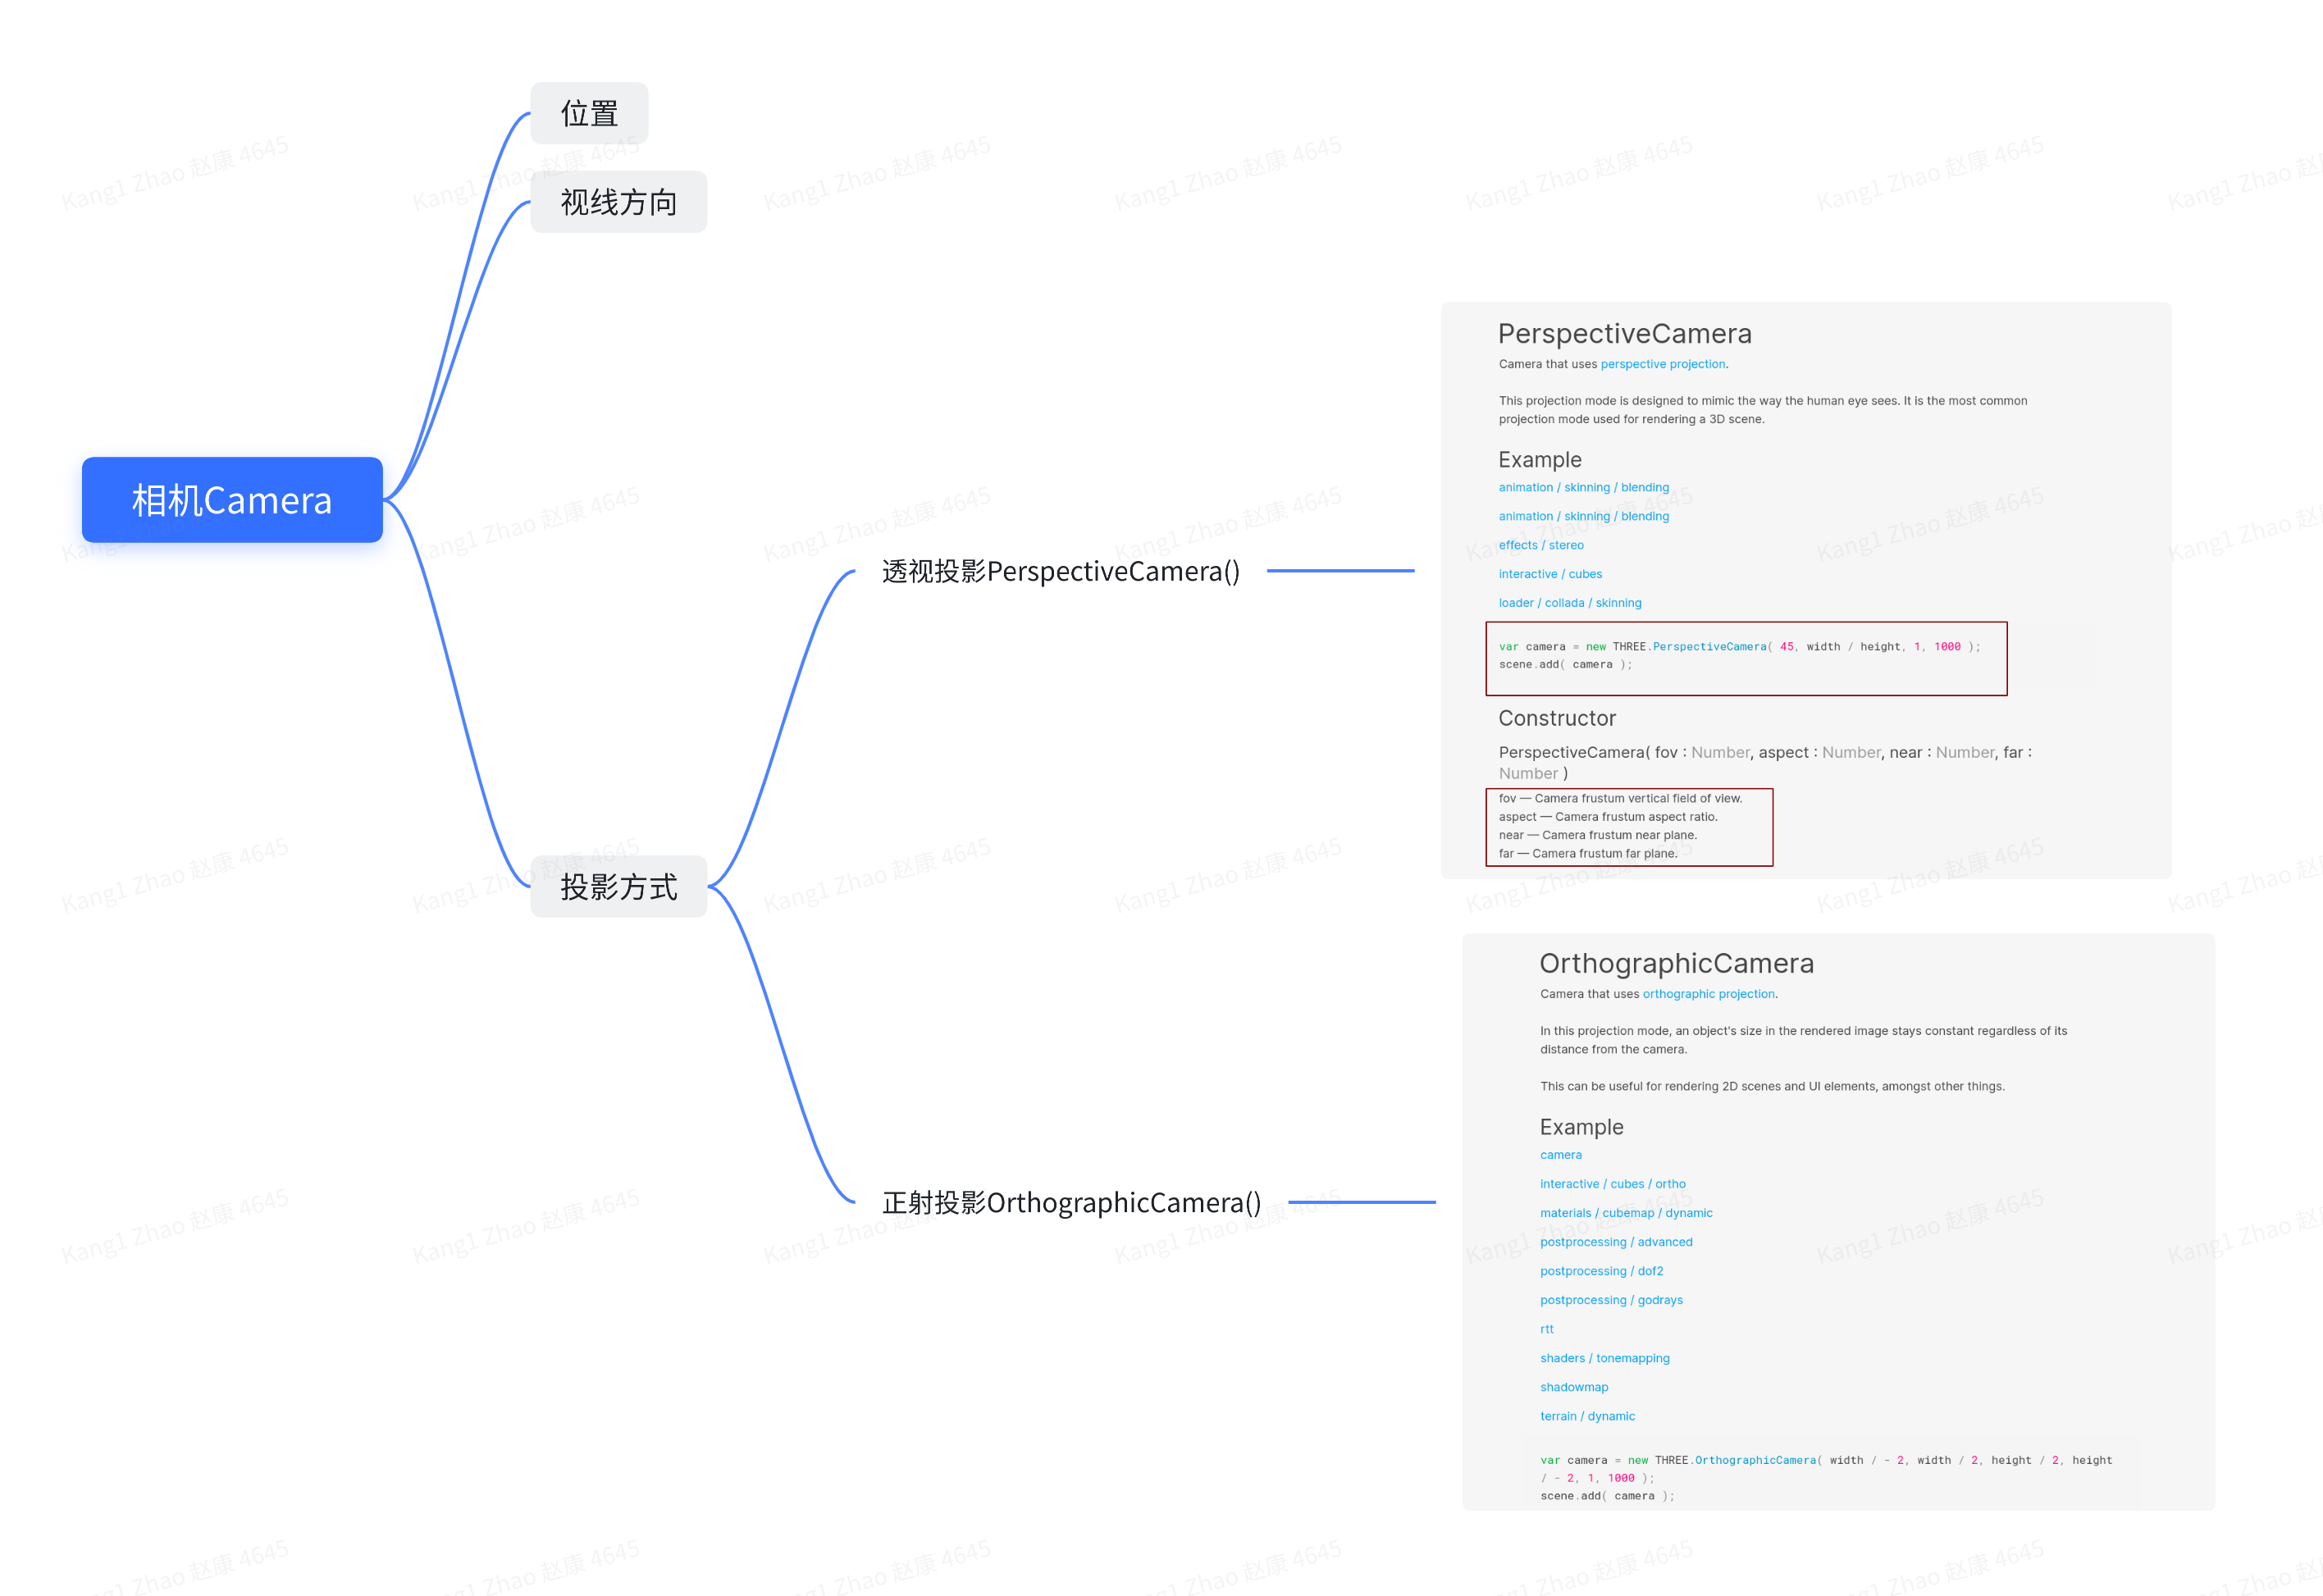 位置
视线方向
相机Camera
投影方式
透视投影PerspectiveCamera()
PerspectiveCamera
Camera that uses perspective projection.
This projection mode is designed to mimic the way the human eye sees. It is the most common
projection mode used for rendering a 3D scene.
Example
animation / skinning / blending
animation / skinning / blending
effects / stereo
interactive / cubes
loader / collada / skinning
var camera = new THREE.PerspectiveCamera( 45, width / height, 1, 1000 );
scene.add( camera );
Constructor
PerspectiveCamera( fov : Number, aspect : Number, near : Number, far :
Number )
fov — Camera frustum vertical field of view.
aspect — Camera frustum aspect ratio.
near — Camera frustum near plane.
far — Camera frustum far plane.
正射投影OrthographicCamera()
OrthographicCamera
Camera that uses orthographic projection.
In this projection mode, an object's size in the rendered image stays constant regardless of its
distance from the camera.
This can be useful for rendering 2D scenes and UI elements, amongst other things.
Example
camera
interactive / cubes / ortho
materials / cubemap / dynamic
postprocessing / advanced
postprocessing / dof2
postprocessing / godrays
rtt
shaders / tonemapping
shadowmap
terrain / dynamic
var camera = new THREE.OrthographicCamera( width / - 2, width / 2, height / 2, height
/ - 2, 1, 1000 );
scene.add( camera );
Kang1 Zhao 赵康 4645